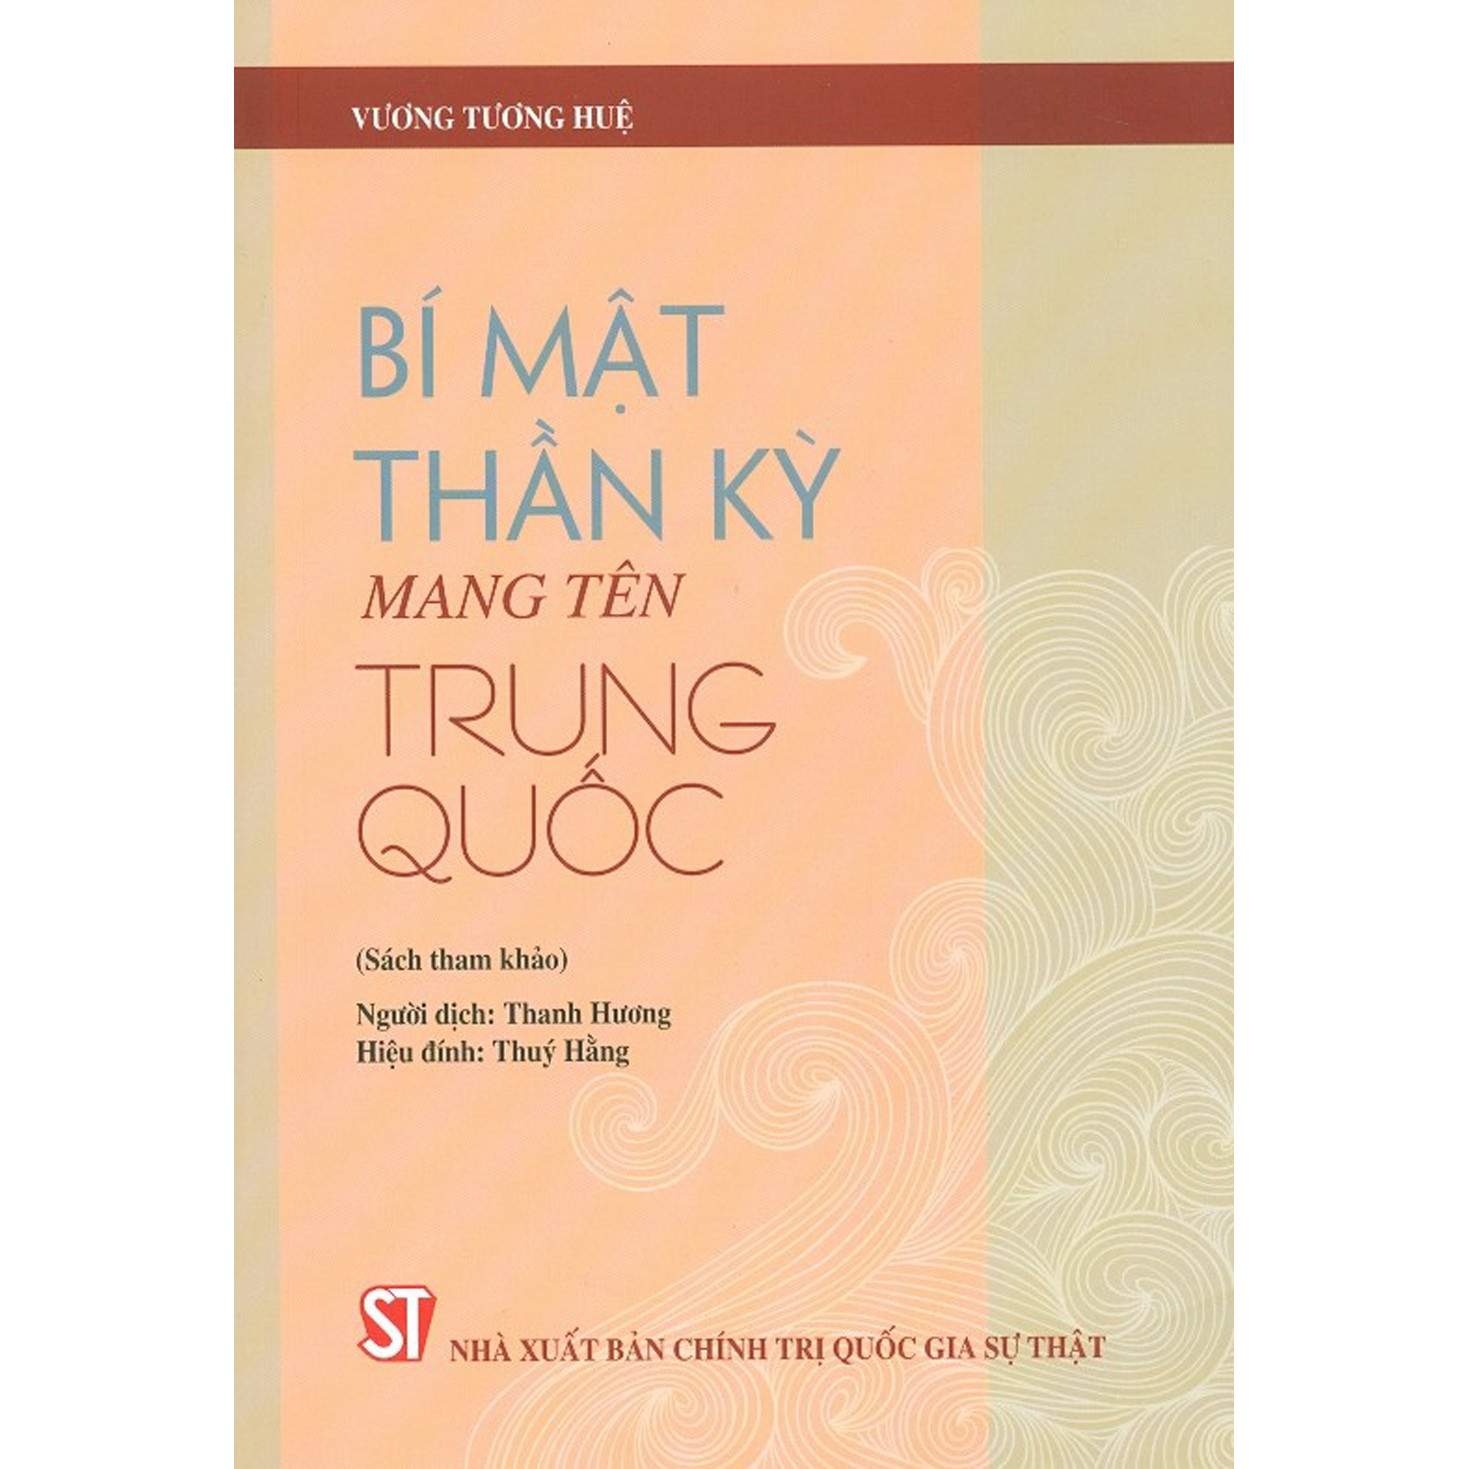 VƯƠNG TƯƠNG HUỆ
BÍ MẬT
THẦN KỲ
MANG TÊN
TRUNG
QUỐC
(Sách tham khảo)
Người dịch: Thanh Hương
Hiệu đính: Thuý Hằng
ST
NHÀ XUẤT BẢN CHÍNH TRỊ QUỐC GIA SỰ THẬT